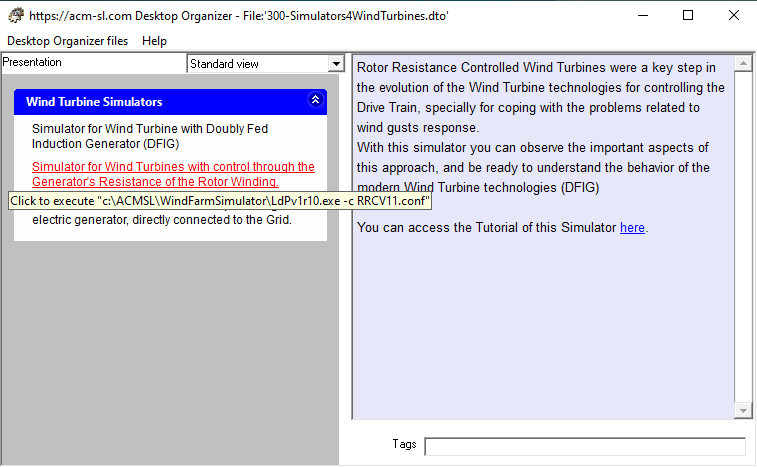 https://acm-sl.com Desktop Organizer - File:'300-Simulators4WindTurbines.dto'
Desktop Organizer files Help
Presentation
Standard view
Wind Turbine Simulators
Simulator for Wind Turbine with Doubly Fed
Induction Generator (DFIG)
Simulator for Wind Turbines with control through the
Generator's Resistance of the Rotor Winding.
Click to execute "c:\ACMSL\WindFarmSimulator\LdPv1r10.exe -c RRCV11.conf"
electric generator, directly connected to the Grid.
Rotor Resistance Controlled Wind Turbines were a key step in
the evolution of the Wind Turbine technologies for controlling the
Drive Train, specially for coping with the problems related to
wind gusts response.
With this simulator you can observe the important aspects of
this approach, and be ready to understand the behavior of the
modern Wind Turbine technologies (DFIG)
You can access the Tutorial of this Simulator here.
Tags